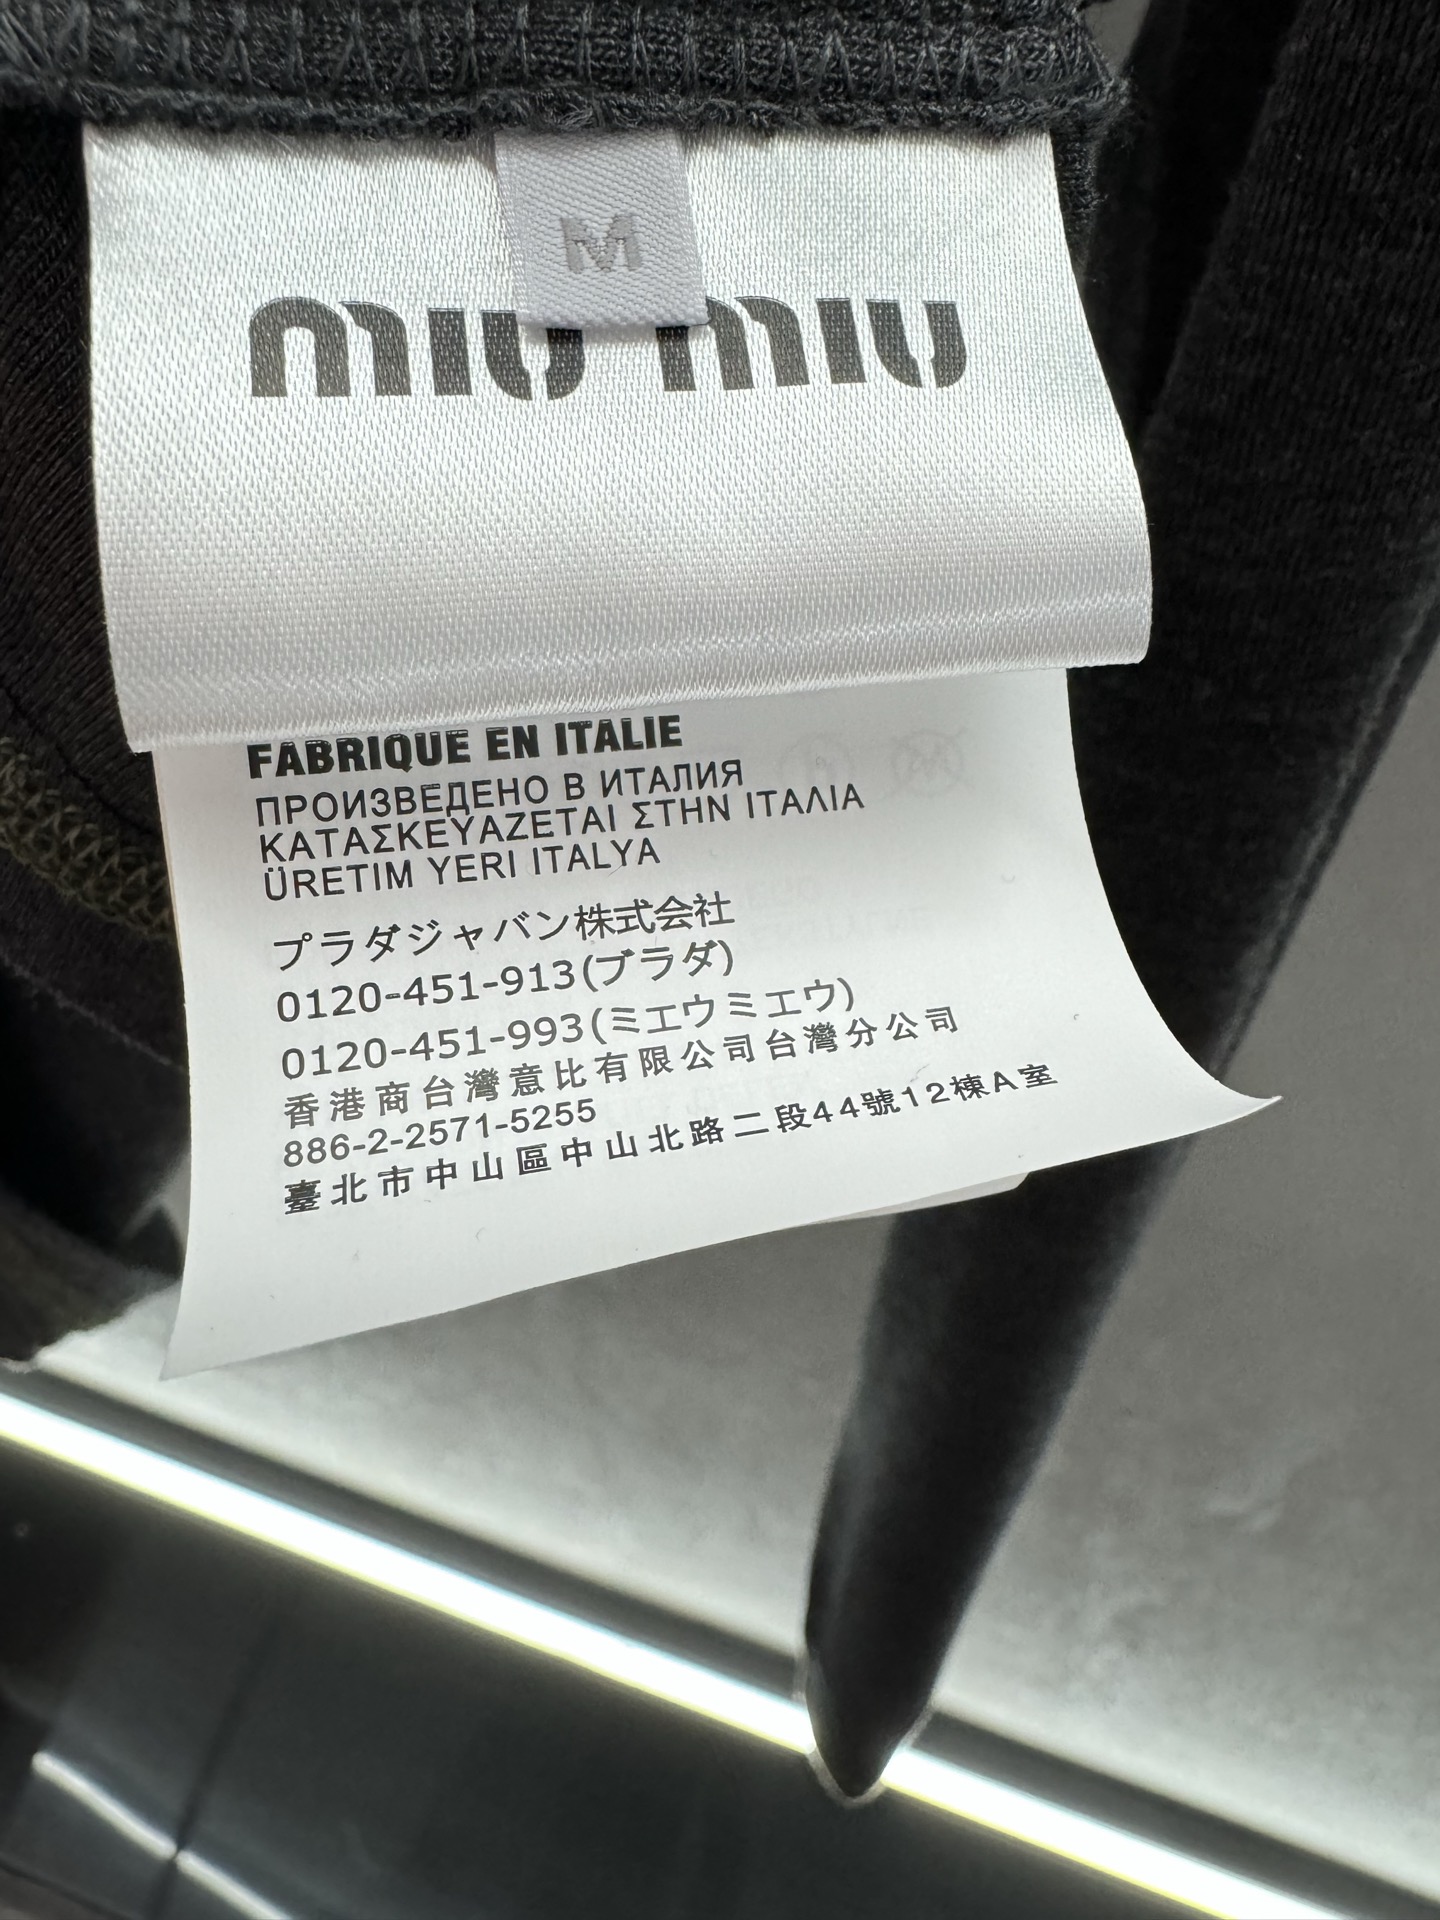 M
miu miu
FABRIQUE EN ITALIE
ПРОИЗВЕДЕНО В ИТАЛИЯ
ΚΑΤΑΣΚΕΥΑΖΕΤΑΙ ΣΤΗΝ ΙΤΑΛΙΑ
ÜRETIM YERI ITALYA
プラダジャバン株式会社
0120-451-913(ブラダ)
0120-451-993(ミエウミエウ)
香港商台灣意比有限公司台灣分公司
886-2-2571-5255
臺北市中山區中山北路二段44號12棟A室